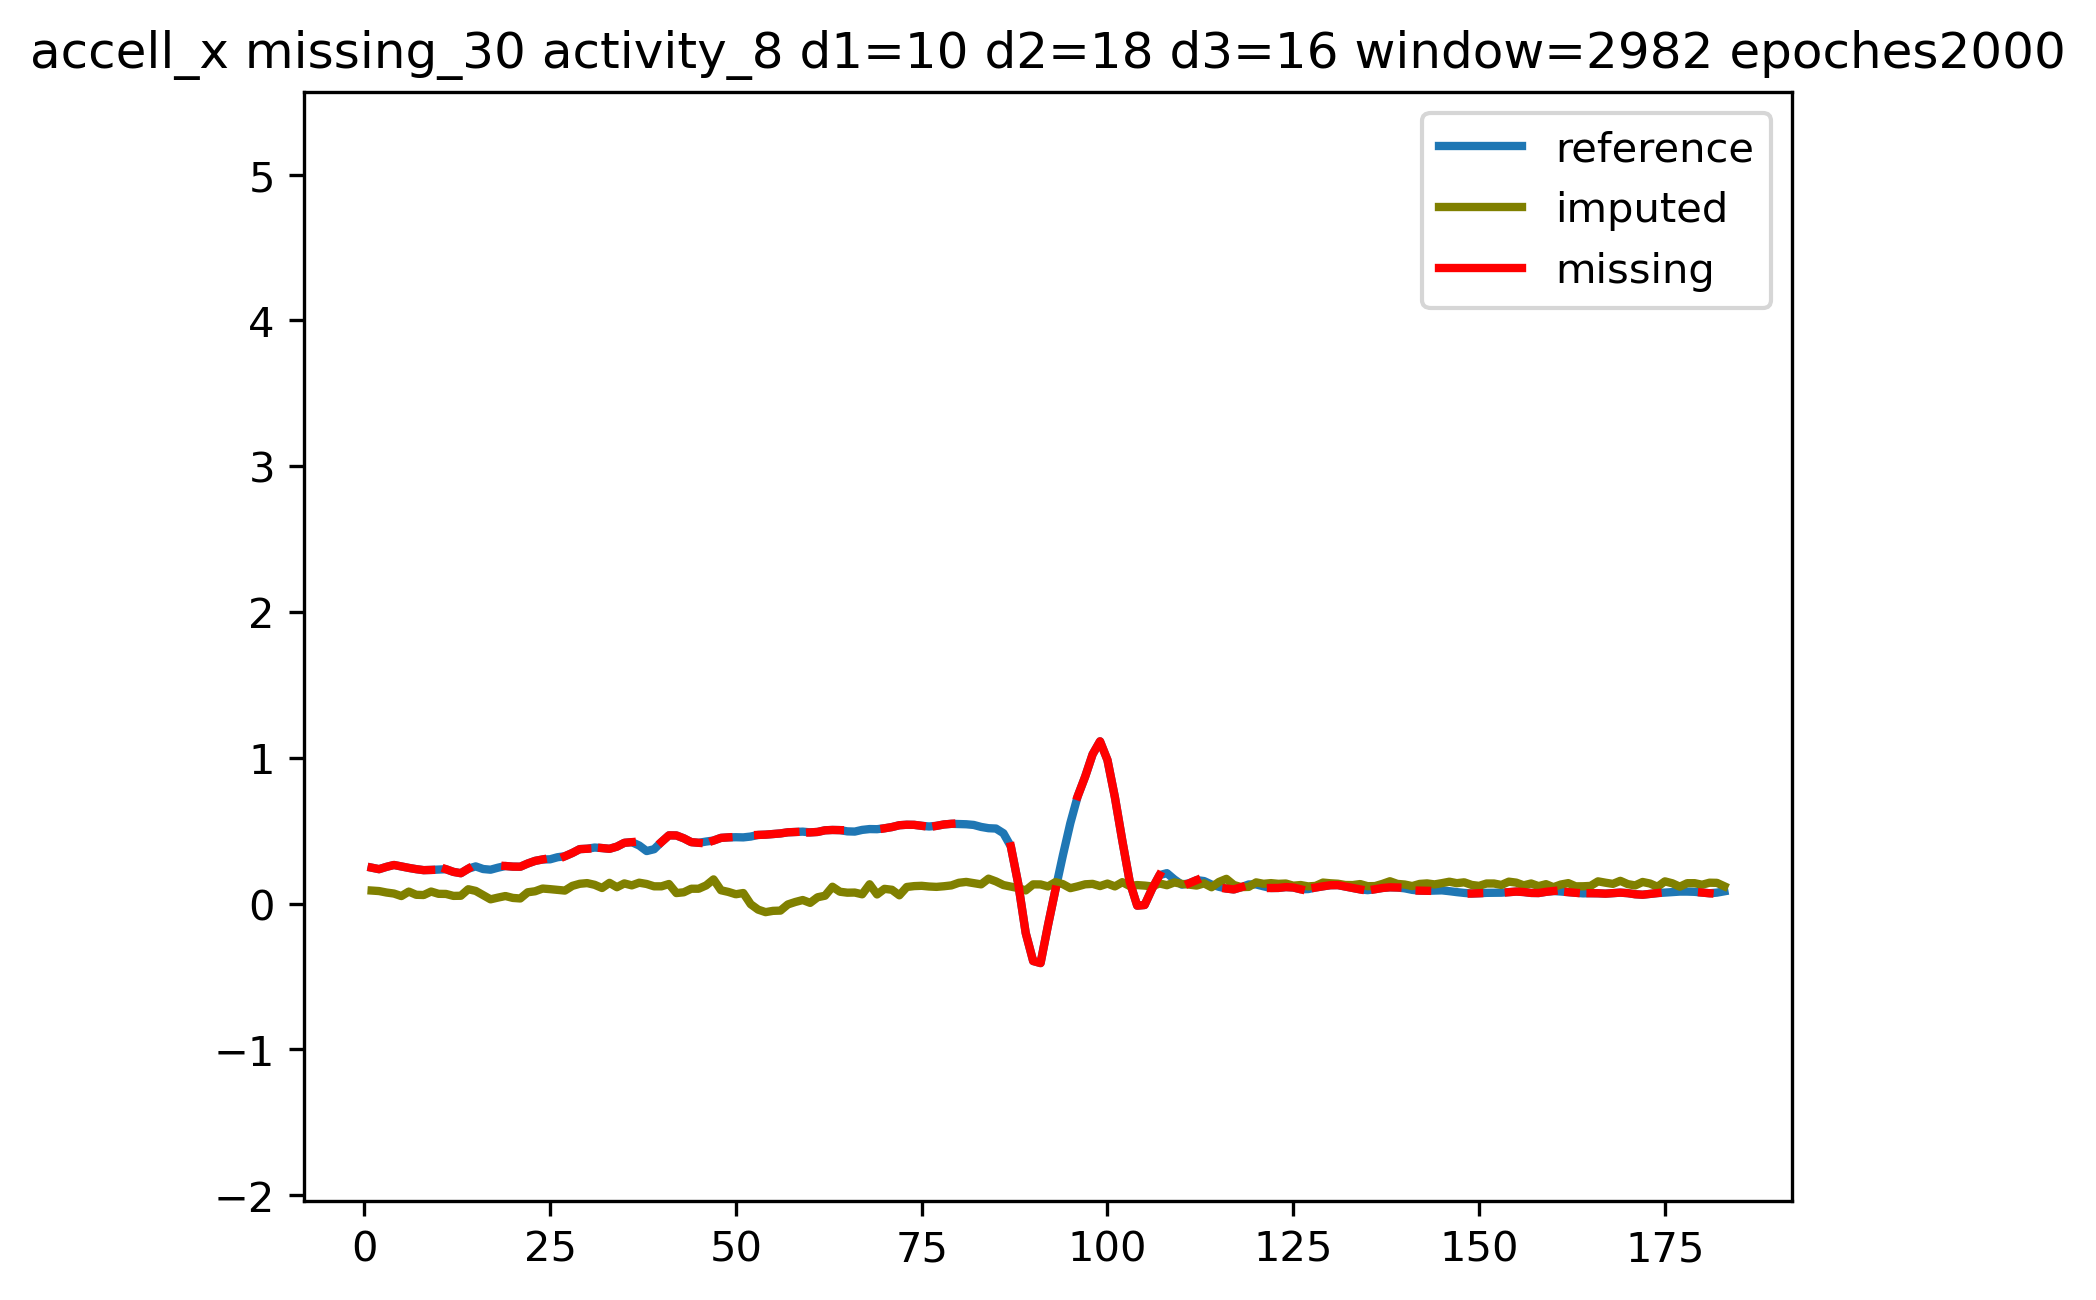 accell_x missing_30 activity_8 d1=10 d2=18 d3=16 window=2982 epoches2000
reference
imputed
missing
5
4
3
2
1
0
−1
−2
0 25 50 75 100 125 150 175